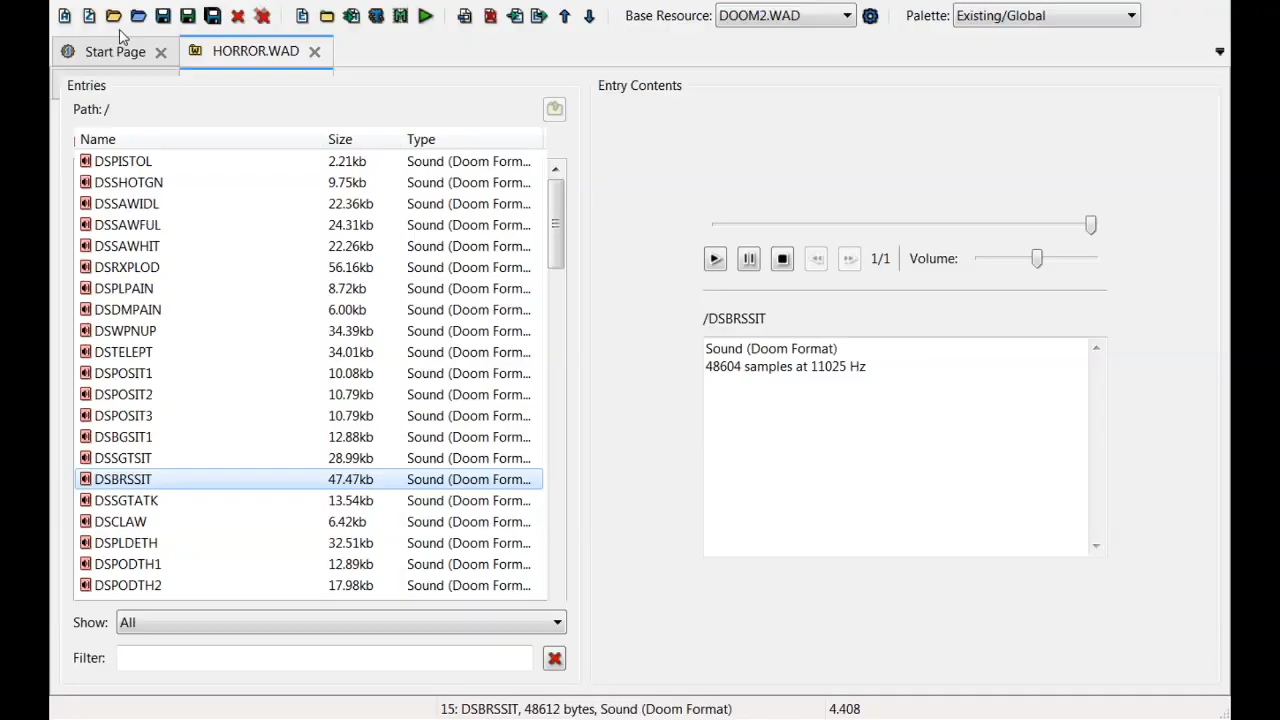 Base Resource: DOOM2.WAD Palette: Existing/Global
Start Page HORROR.WAD
Entries
Path: /
Name Size Type
DSPISTOL 2.21kb Sound (Doom Form...
DSSHOTGN 9.75kb Sound (Doom Form...
DSSAWIDL 22.36kb Sound (Doom Form...
DSSAWFUL 24.31kb Sound (Doom Form...
DSSAWHIT 22.26kb Sound (Doom Form...
DSRXPLOD 56.16kb Sound (Doom Form...
DSPLPAIN 8.72kb Sound (Doom Form...
DSDMPAIN 6.00kb Sound (Doom Form...
DSWPNUP 34.39kb Sound (Doom Form...
DSTELEPT 34.01kb Sound (Doom Form...
DSPOSIT1 10.08kb Sound (Doom Form...
DSPOSIT2 10.79kb Sound (Doom Form...
DSPOSIT3 10.79kb Sound (Doom Form...
DSBGSIT1 12.88kb Sound (Doom Form...
DSSGTSIT 28.99kb Sound (Doom Form...
DSBRSSIT 47.47kb Sound (Doom Form...
DSSGTATK 13.54kb Sound (Doom Form...
DSCLAW 6.42kb Sound (Doom Form...
DSPLDETH 32.51kb Sound (Doom Form...
DSPODTH1 12.89kb Sound (Doom Form...
DSPODTH2 17.98kb Sound (Doom Form...
Show: All
Filter:
Entry Contents
1/1 Volume:
/DSBRSSIT
Sound (Doom Format)
48604 samples at 11025 Hz
15: DSBRSSIT, 48612 bytes, Sound (Doom Format) 4.408